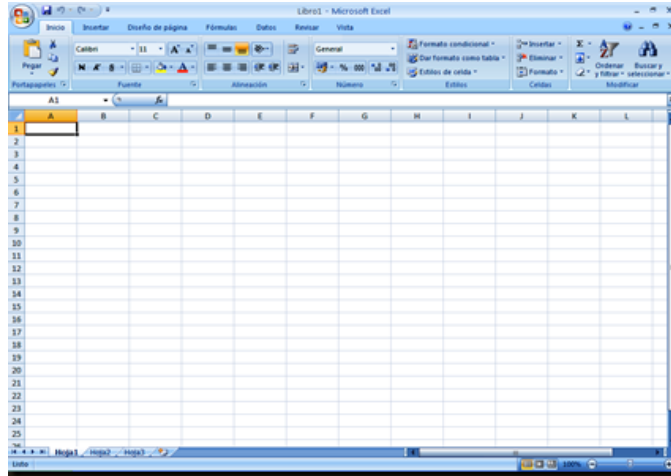 Libro1 - Microsoft Excel
Inicio Insertar Diseño de página Fórmulas Datos Revisar Vista
Pegar
Calibri 11
N K S
General
% 000
Formato condicional
Dar formato como tabla
Estilos de celda
Insertar
Eliminar
Formato
Σ
Ordenar y filtrar
Buscar y seleccionar
Portapapeles Fuente Alineación Número Estilos Celdas Modificar
A1 fx
A B C D E F G H I J K L
1
2
3
4
5
6
7
8
9
10
11
12
13
14
15
16
17
18
19
20
21
22
23
24
25
Hoja1 Hoja2 Hoja3
Listo 100%